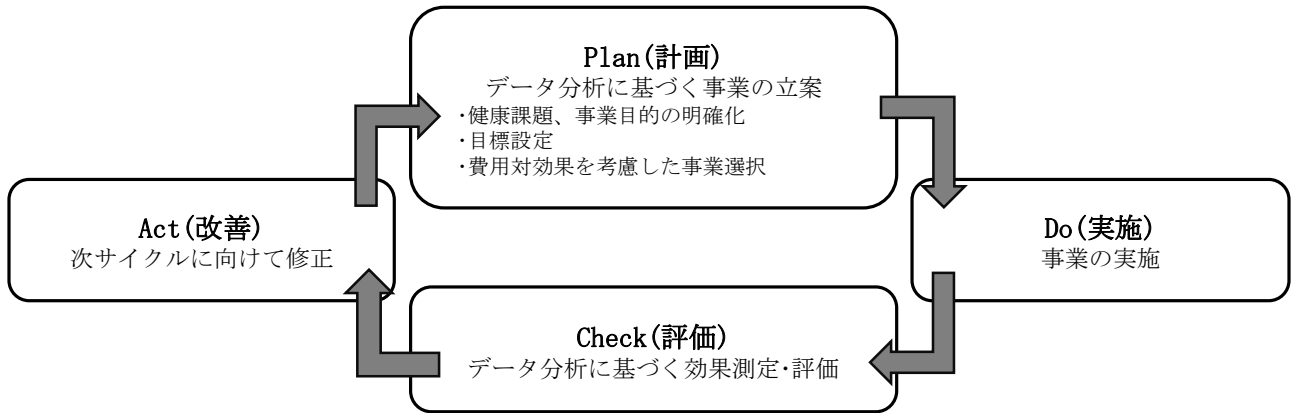 Plan(計画)
データ分析に基づく事業の立案
・健康課題、事業目的の明確化
・目標設定
・費用対効果を考慮した事業選択
Act(改善)
次サイクルに向けて修正
Do(実施)
事業の実施
Check(評価)
データ分析に基づく効果測定・評価